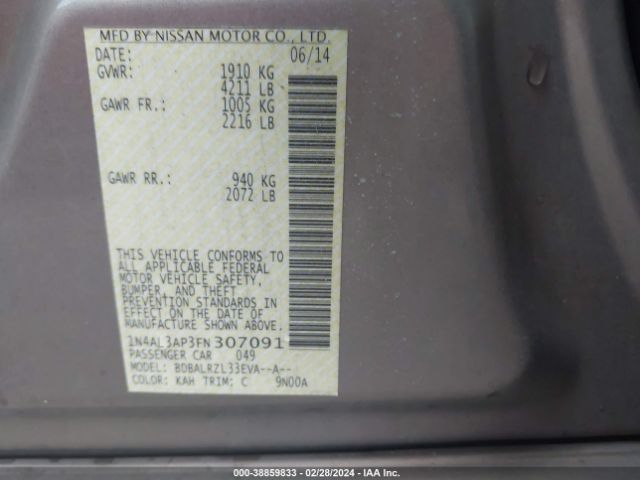 MFD BY NISSAN MOTOR CO., LTD.
DATE: 06/14
GVWR: 1910 KG
4211 LB
GAWR FR.: 1005 KG
2216 LB
GAWR RR.: 940 KG
2072 LB
THIS VEHICLE CONFORMS TO
ALL APPLICABLE FEDERAL
MOTOR VEHICLE SAFETY,
BUMPER, AND THEFT
PREVENTION STANDARDS IN
EFFECT ON THE DATE OF
MANUFACTURE SHOWN ABOVE.
1N4AL3AP3FN307091
PASSENGER CAR 049
MODEL: BDBALRZL33EVA--A--
COLOR: KAH TRIM: C 9N00A
000-38859833 - 02/28/2024 - IAA Inc.